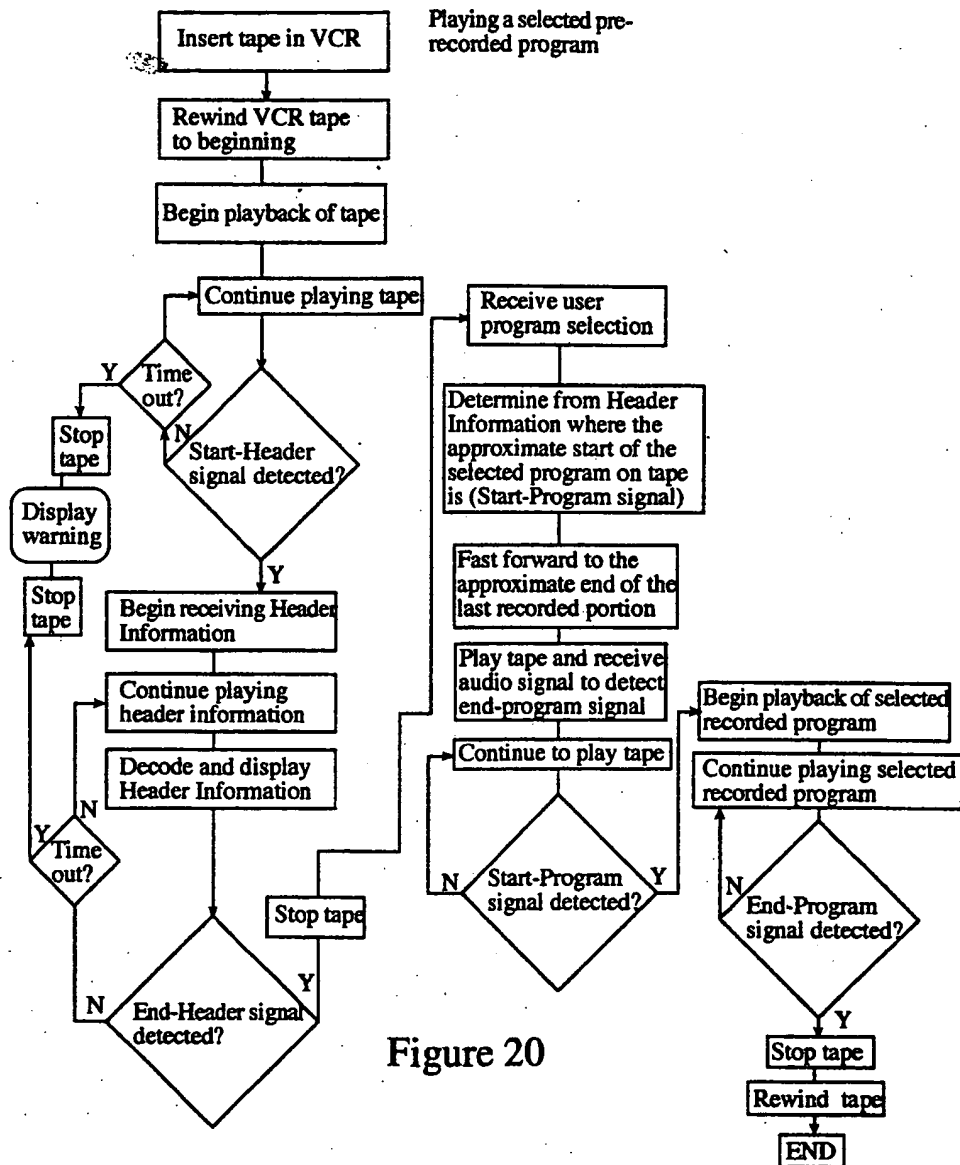 Playing a selected pre-
recorded program
Insert tape in VCR
Rewind VCR tape
to beginning
Begin playback of tape
Continue playing tape
Y
Time
out?
N
Start-Header
signal detected?
Stop
tape
Display
warning
Stop
tape
Y
Begin receiving Header
Information
Continue playing
header information
Decode and display
Header Information
N
Y
Time
out?
N
End-Header signal
detected?
Y
Stop tape
Receive user
program selection
Determine from Header
Information where the
approximate start of the
selected program on tape
is (Start-Program signal)
Fast forward to the
approximate end of the
last recorded portion
Play tape and receive
audio signal to detect
end-program signal
Continue to play tape
N
Start-Program
signal detected?
Y
Begin playback of selected
recorded program
Continue playing selected
recorded program
N
End-Program
signal detected?
Y
Stop tape
Rewind tape
END
Figure 20